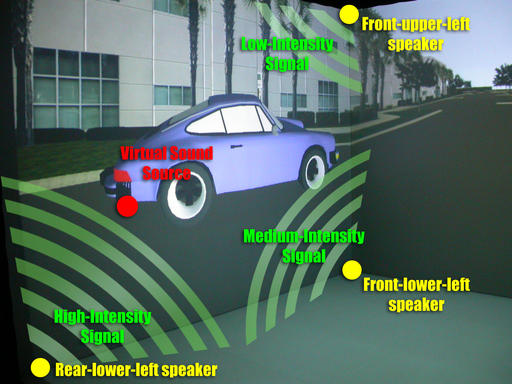 Front-upper-left
speaker
Low-Intensity
Signal
Virtual Sound
Source
Medium-Intensity
Signal
Front-lower-left
speaker
High-Intensity
Signal
Rear-lower-left speaker